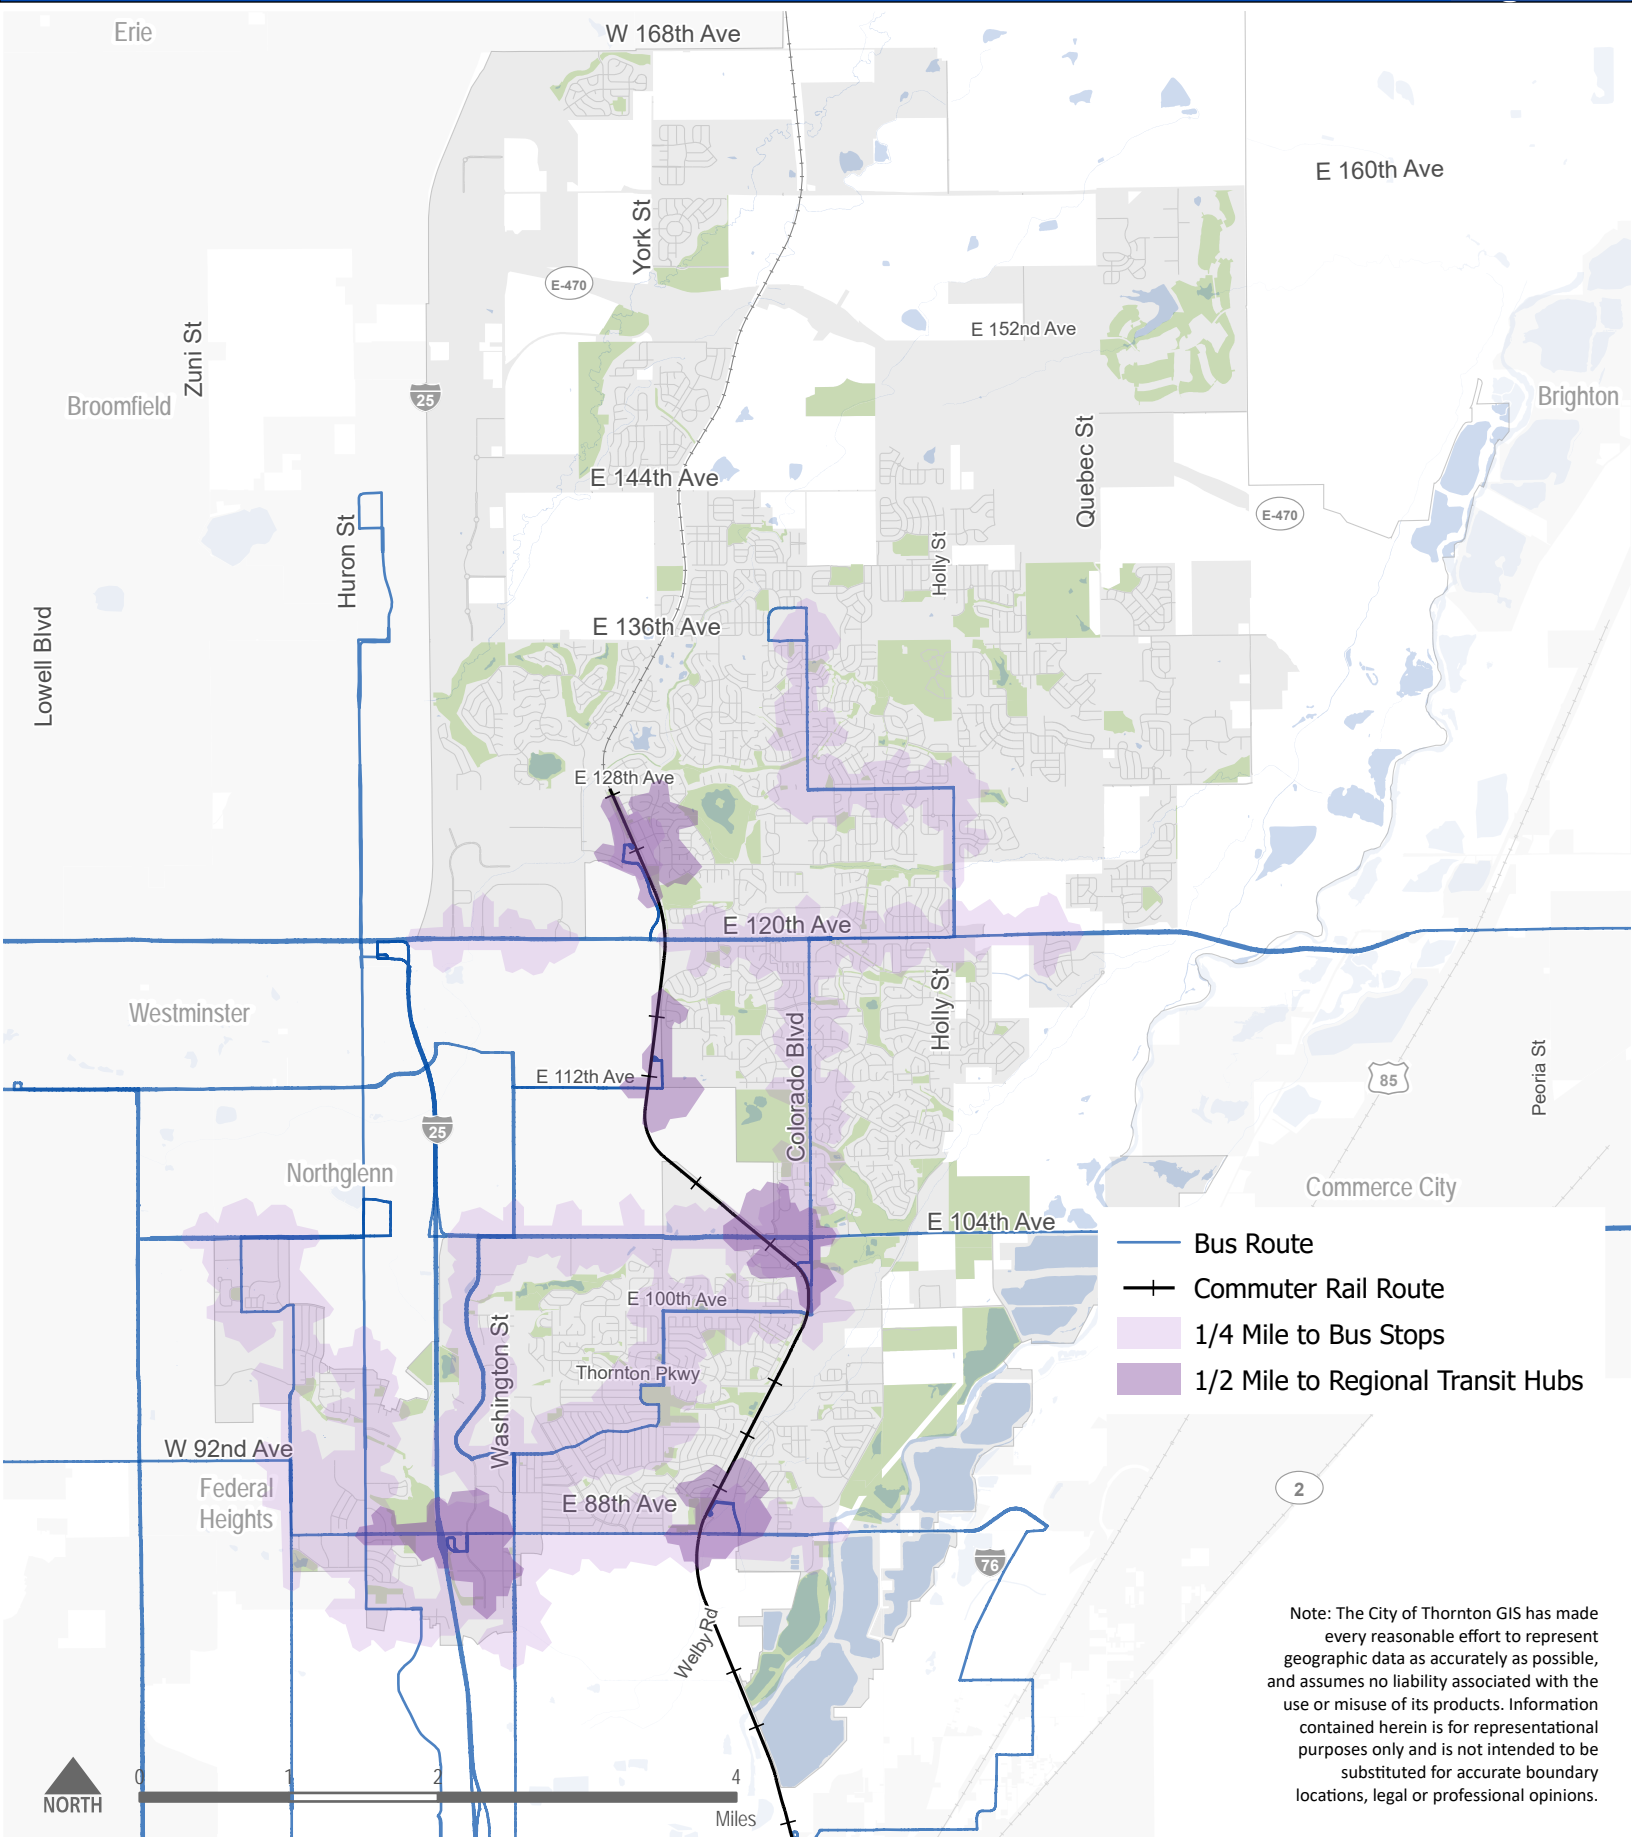 Erie
W 168th Ave
E 160th Ave
York St
E-470
E 152nd Ave
Zuni St
25
Broomfield
Brighton
Quebec St
E 144th Ave
E-470
Huron St
Holly St
Lowell Blvd
E 136th Ave
E 128th Ave
E 120th Ave
Westminster
Holly St
Colorado Blvd
E 112th Ave
85
Peoria St
25
Northglenn
Commerce City
E 104th Ave
Bus Route
Commuter Rail Route
1/4 Mile to Bus Stops
1/2 Mile to Regional Transit Hubs
E 100th Ave
Washington St
Thornton Pkwy
W 92nd Ave
Federal
Heights
E 88th Ave
2
76
Welby Rd
Note: The City of Thornton GIS has made
every reasonable effort to represent
geographic data as accurately as possible,
and assumes no liability associated with the
use or misuse of its products. Information
contained herein is for representational
purposes only and is not intended to be
substituted for accurate boundary
locations, legal or professional opinions.
NORTH
0 1 2 4
Miles